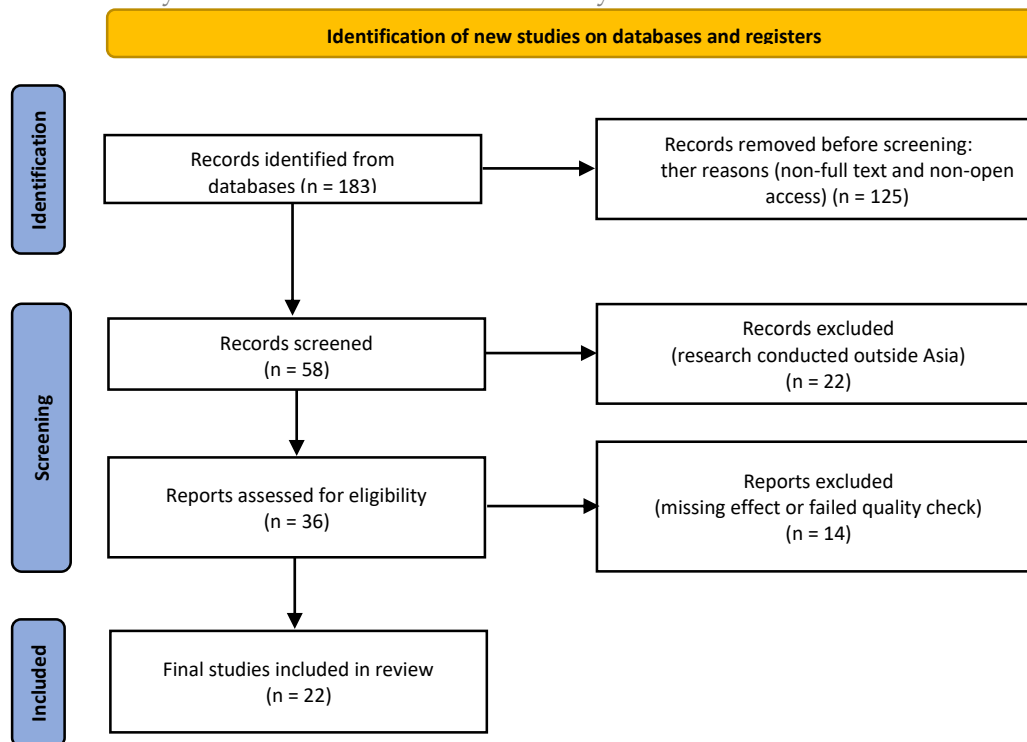 Identification of new studies on databases and registers
Identification
Records identified from
databases (n = 183)
Records removed before screening:
ther reasons (non-full text and non-open
access) (n = 125)
Screening
Records screened
(n = 58)
Records excluded
(research conducted outside Asia)
(n = 22)
Reports assessed for eligibility
(n = 36)
Reports excluded
(missing effect or failed quality check)
(n = 14)
Included
Final studies included in review
(n = 22)